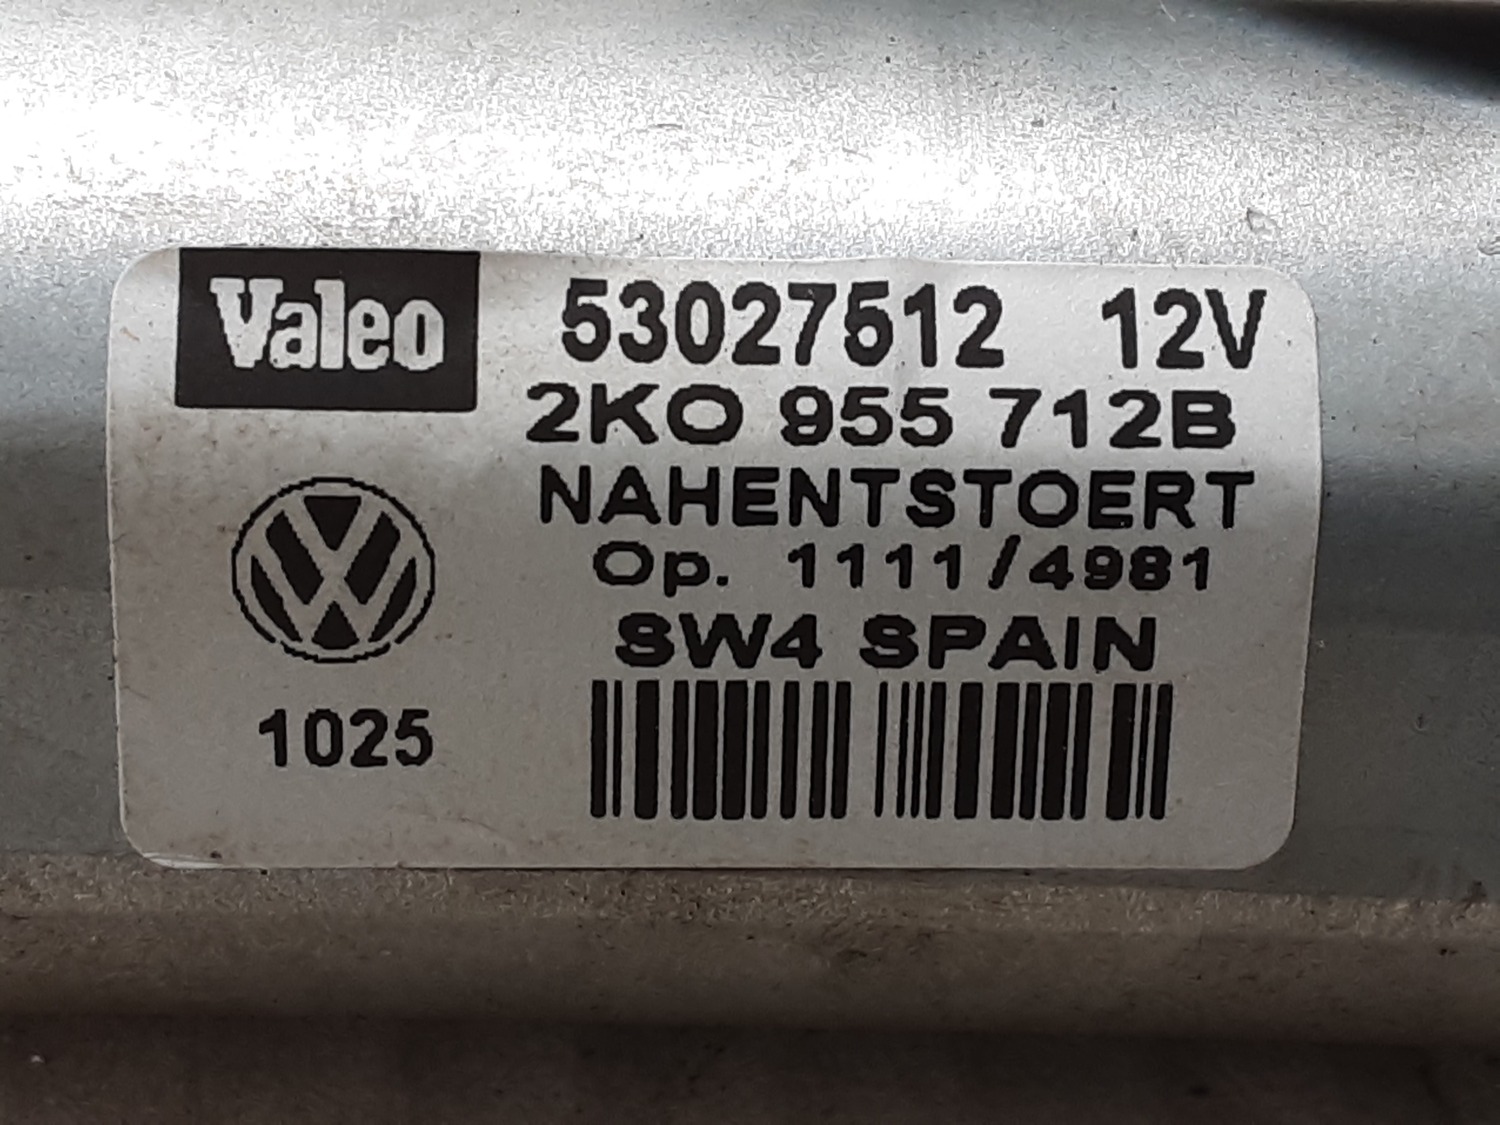 Valeo
53027512 12V
2KO 955 712B
NAHENTSTOERT
Op. 1111/4981
SW4 SPAIN
1025